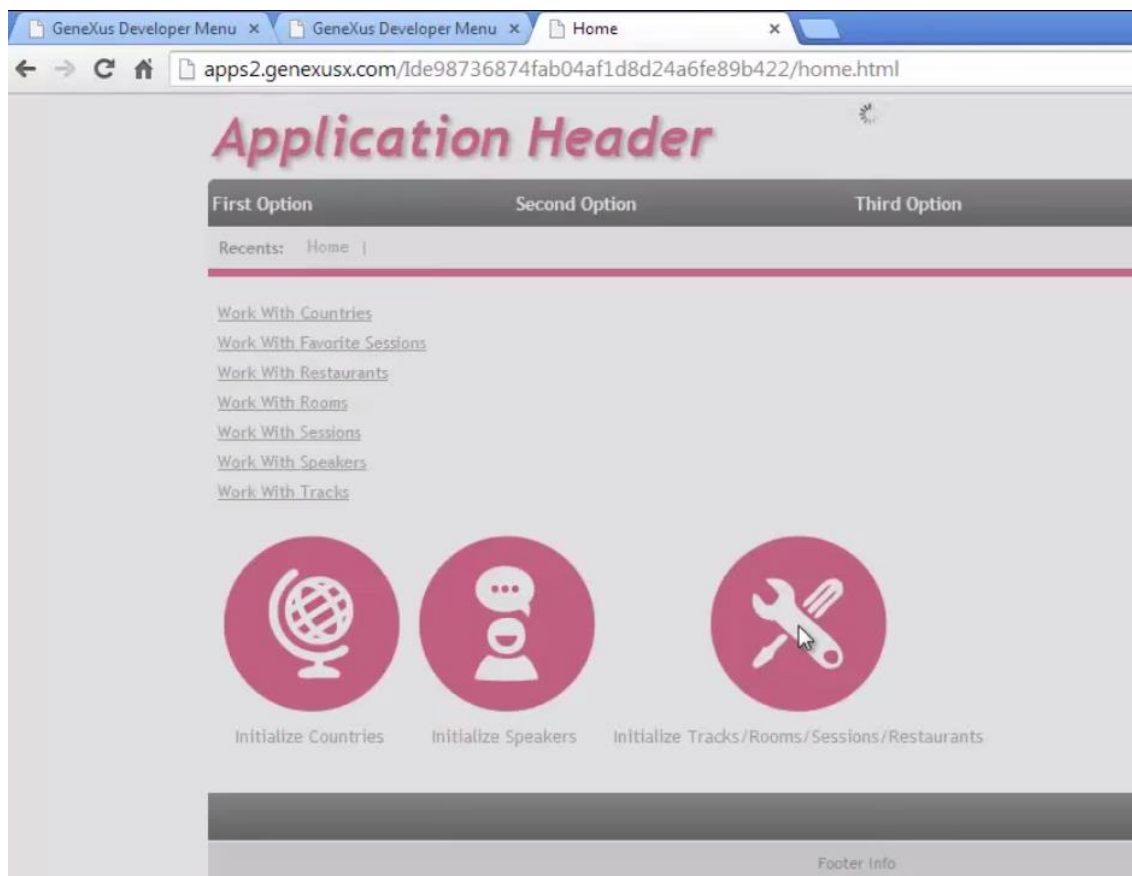 GeneXus Developer Menu GeneXus Developer Menu Home
apps2.genexusx.com/Ide98736874fab04af1d8d24a6fe89b422/home.html
Application Header
First Option Second Option Third Option
Recents: Home |
Work With Countries
Work With Favorite Sessions
Work With Restaurants
Work With Rooms
Work With Sessions
Work With Speakers
Work With Tracks
Initialize Countries Initialize Speakers Initialize Tracks/Rooms/Sessions/Restaurants
Footer Info